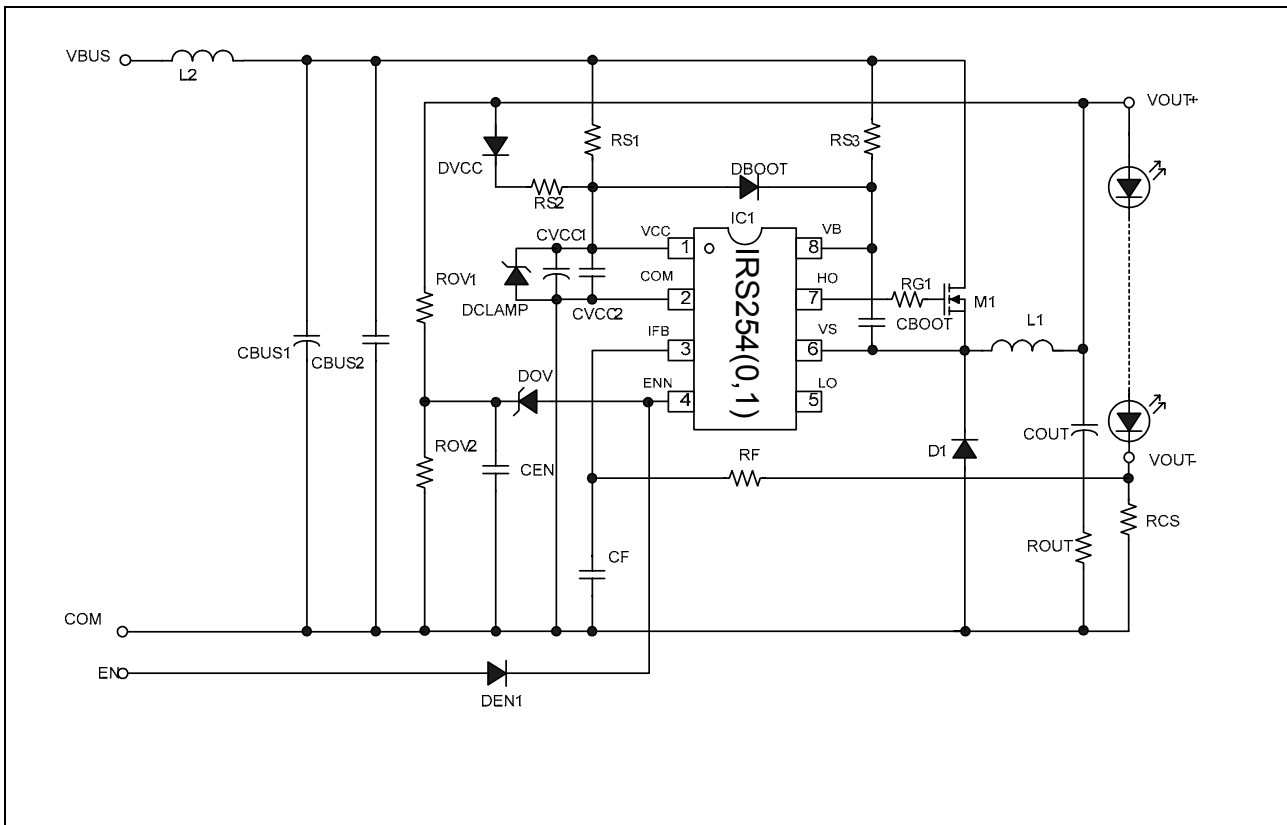 VBUS
L2
VOUT+
RS1
RS3
DVCC
DBOOT
RS2
IC1
CVCC1
VCC
VB
1
8
IRS254(0,1)
COM
HO
ROV1
RG1
2
7
M1
DCLAMP
CVCC2
CBOOT
L1
IFB
VS
CBUS1
CBUS2
3
6
DOV
ENN
LO
4
5
ROV2
COUT
D1
RF
VOUT-
CEN
RCS
ROUT
CF
COM
EN
DEN1